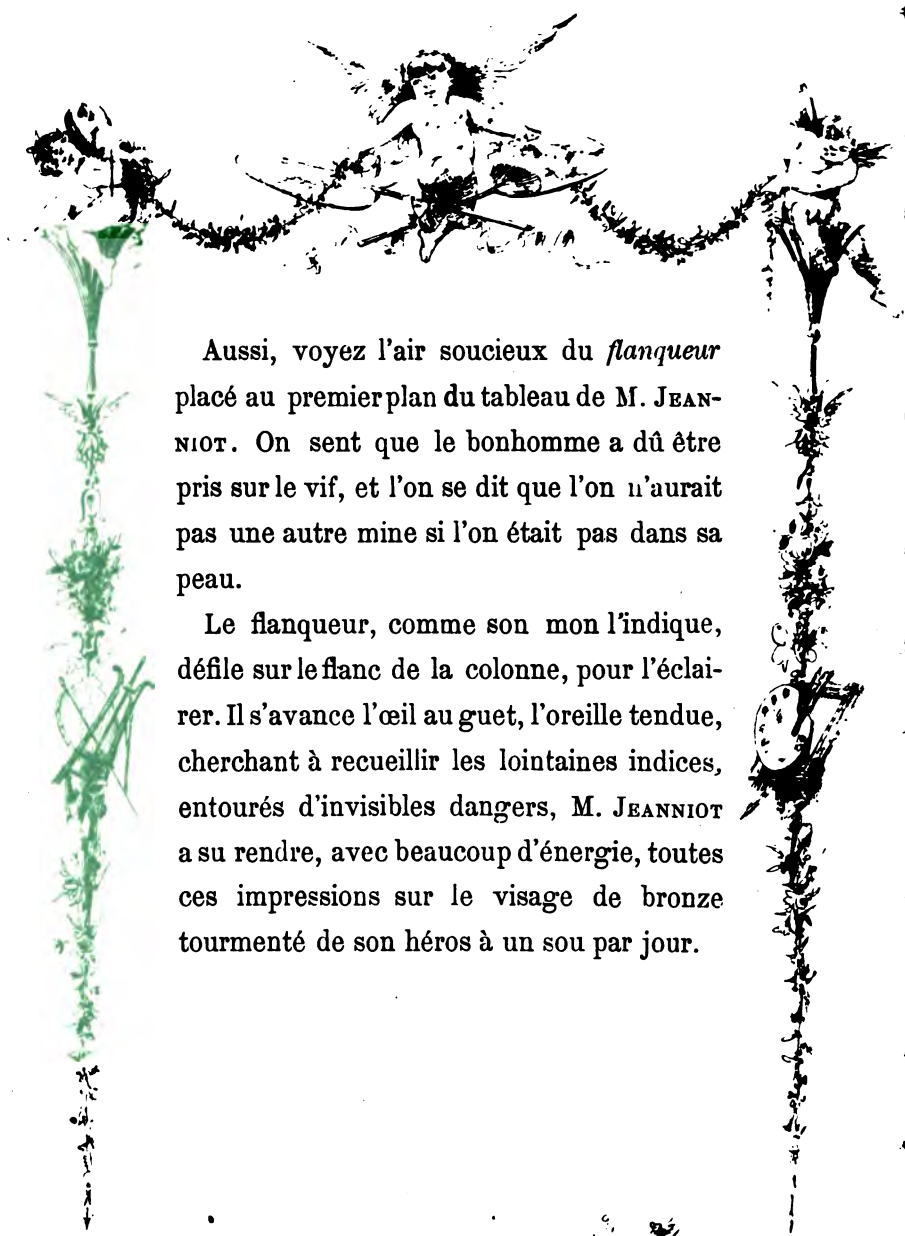 Aussi, voyez l'air soucieux du flanqueur
placé au premier plan du tableau de M. JEAN-
NIOT. On sent que le bonhomme a dû être
pris sur le vif, et l'on se dit que l'on n'aurait
pas une autre mine si l'on était pas dans sa
peau.
Le flanqueur, comme son mon l'indique,
défile sur le flanc de la colonne, pour l'éclai-
rer. Il s'avance l'œil au guet, l'oreille tendue,
cherchant à recueillir les lointaines indices,
entourés d'invisibles dangers, M. JEANNIOT
a su rendre, avec beaucoup d'énergie, toutes
ces impressions sur le visage de bronze
tourmenté de son héros à un sou par jour.